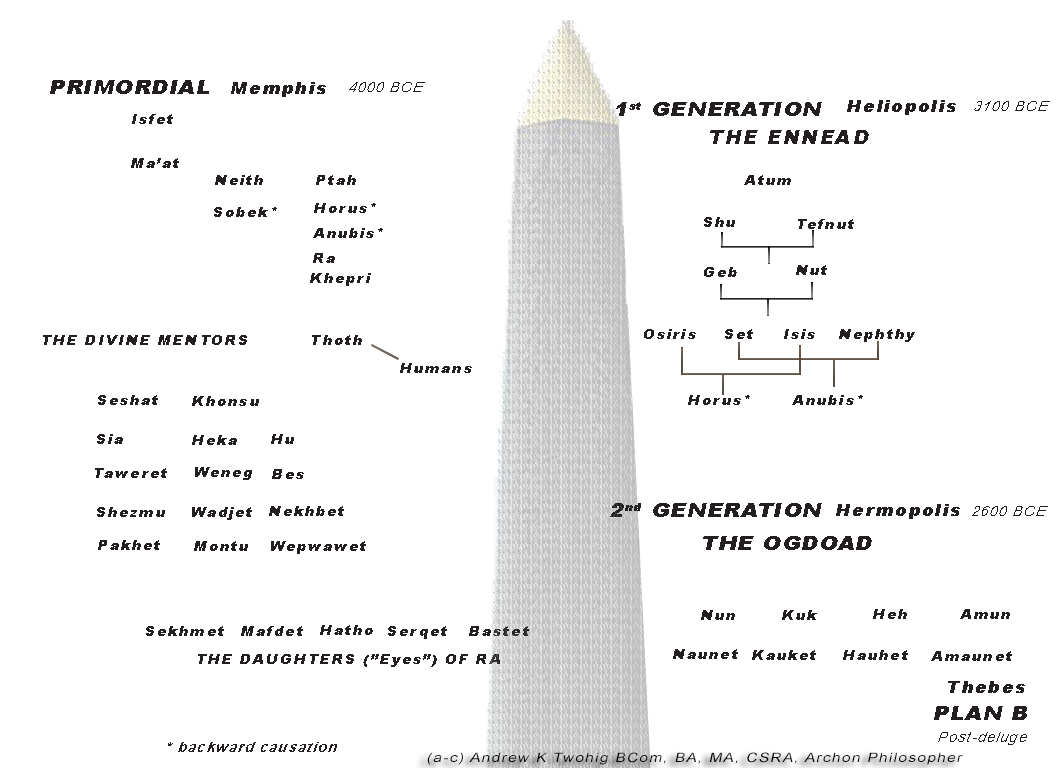 PRIMORDIAL Memphis 4000 BCE
Isfet
Ma'at
Neith Ptah
Sobek* Horus*
Anubis*
Ra
Khepri
THE DIVINE MENTORS Thoth
Humans
Seshat Khonsu
Sia Heka Hu
Taweret Weneg Bes
Shezmu Wadjet Nekhbet
Pakhet Montu Wepwawet
Sekhmet Mafdet Hatho Serqet Bastet
THE DAUGHTERS ("Eyes") OF RA
* backward causation
1st GENERATION Heliopolis 3100 BCE
THE ENNEAD
Atum
Shu Tefnut
Geb Nut
Osiris Set Isis Nephthy
Horus* Anubis*
2nd GENERATION Hermopolis 2600 BCE
THE OGDOAD
Nun Kuk Heh Amun
Naunet Kauket Hauhet Amaunet
Thebes
PLAN B
Post-deluge
(a-c) Andrew K Twohig BCom, BA, MA, CSRA, Archon Philosopher